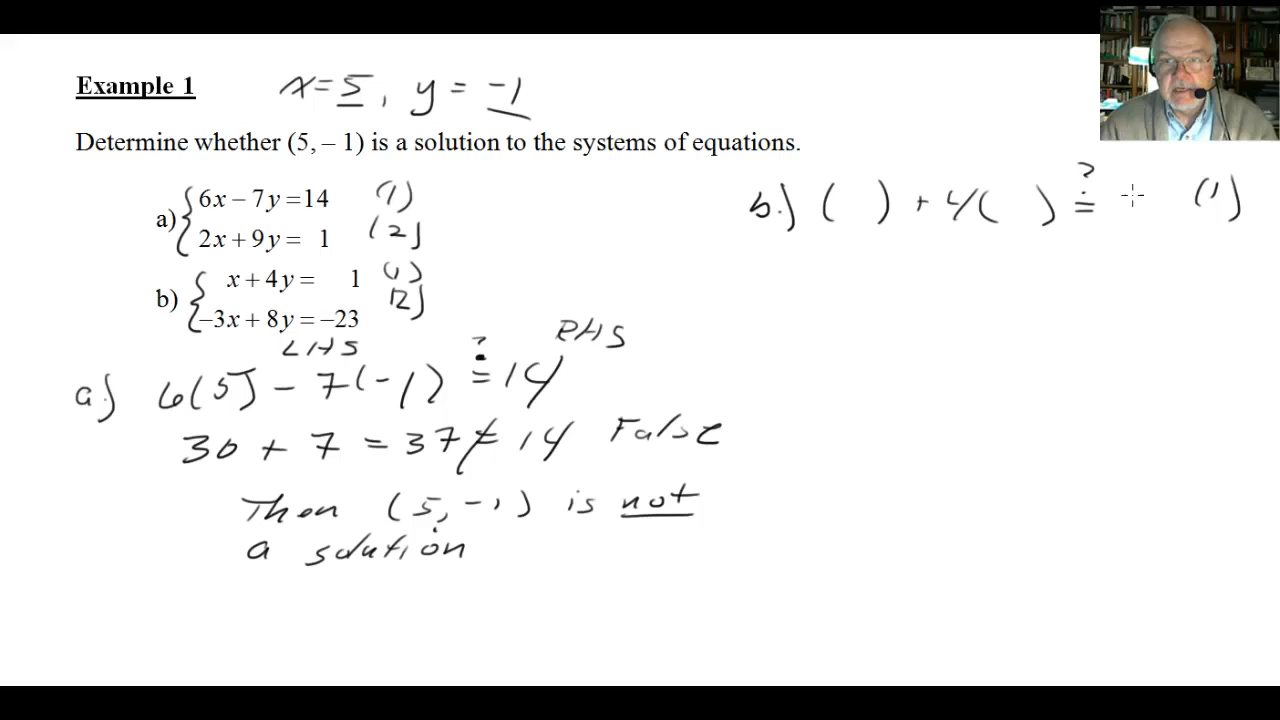 Example 1 x=5, y = -1
Determine whether (5, – 1) is a solution to the systems of equations.
a) { 6x – 7y = 14 (1)
2x + 9y = 1 (2)
b) { x + 4y = 1 (1)
–3x + 8y = –23 (2)
LHS ? RHS
a.) 6(5) - 7(-1) = 14
30 + 7 = 37 ≠ 14 False
Then (5, -1) is not
a solution
b.) ( ) + 4( ) ≟ (1)